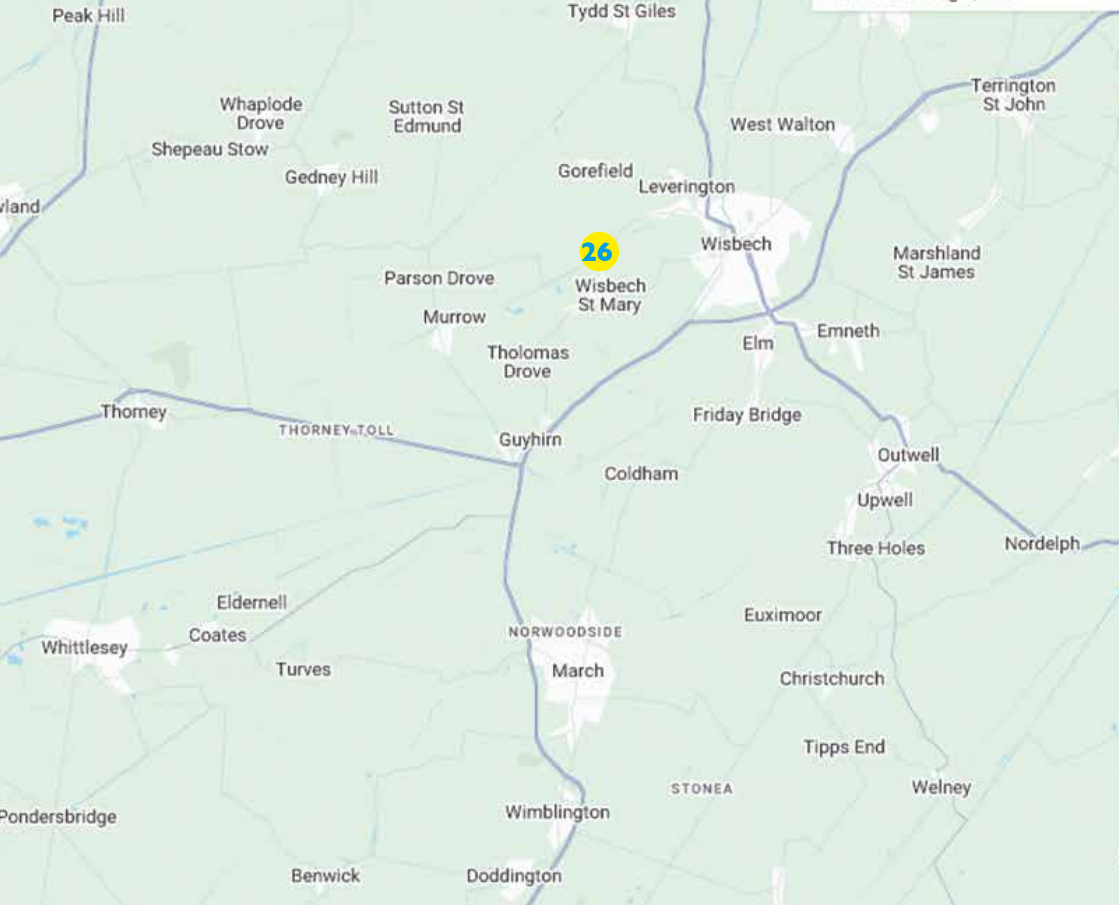 Peak Hill
Tydd St Giles
Whaplode
Drove
Sutton St
Edmund
Terrington
St John
West Walton
Shepeau Stow
Gedney Hill
Gorefield
Leverington
wland
Wisbech
26
Marshland
St James
Parson Drove
Wisbech
St Mary
Murrow
Emneth
Elm
Tholomas
Drove
Thorney
Friday Bridge
THORNEY TOLL
Guyhirn
Outwell
Coldham
Upwell
Three Holes
Nordelph
Eldernell
Euximoor
Coates
NORWOODSIDE
Whittlesey
Turves
March
Christchurch
Tipps End
STONEA
Welney
Pondersbridge
Wimblington
Benwick
Doddington